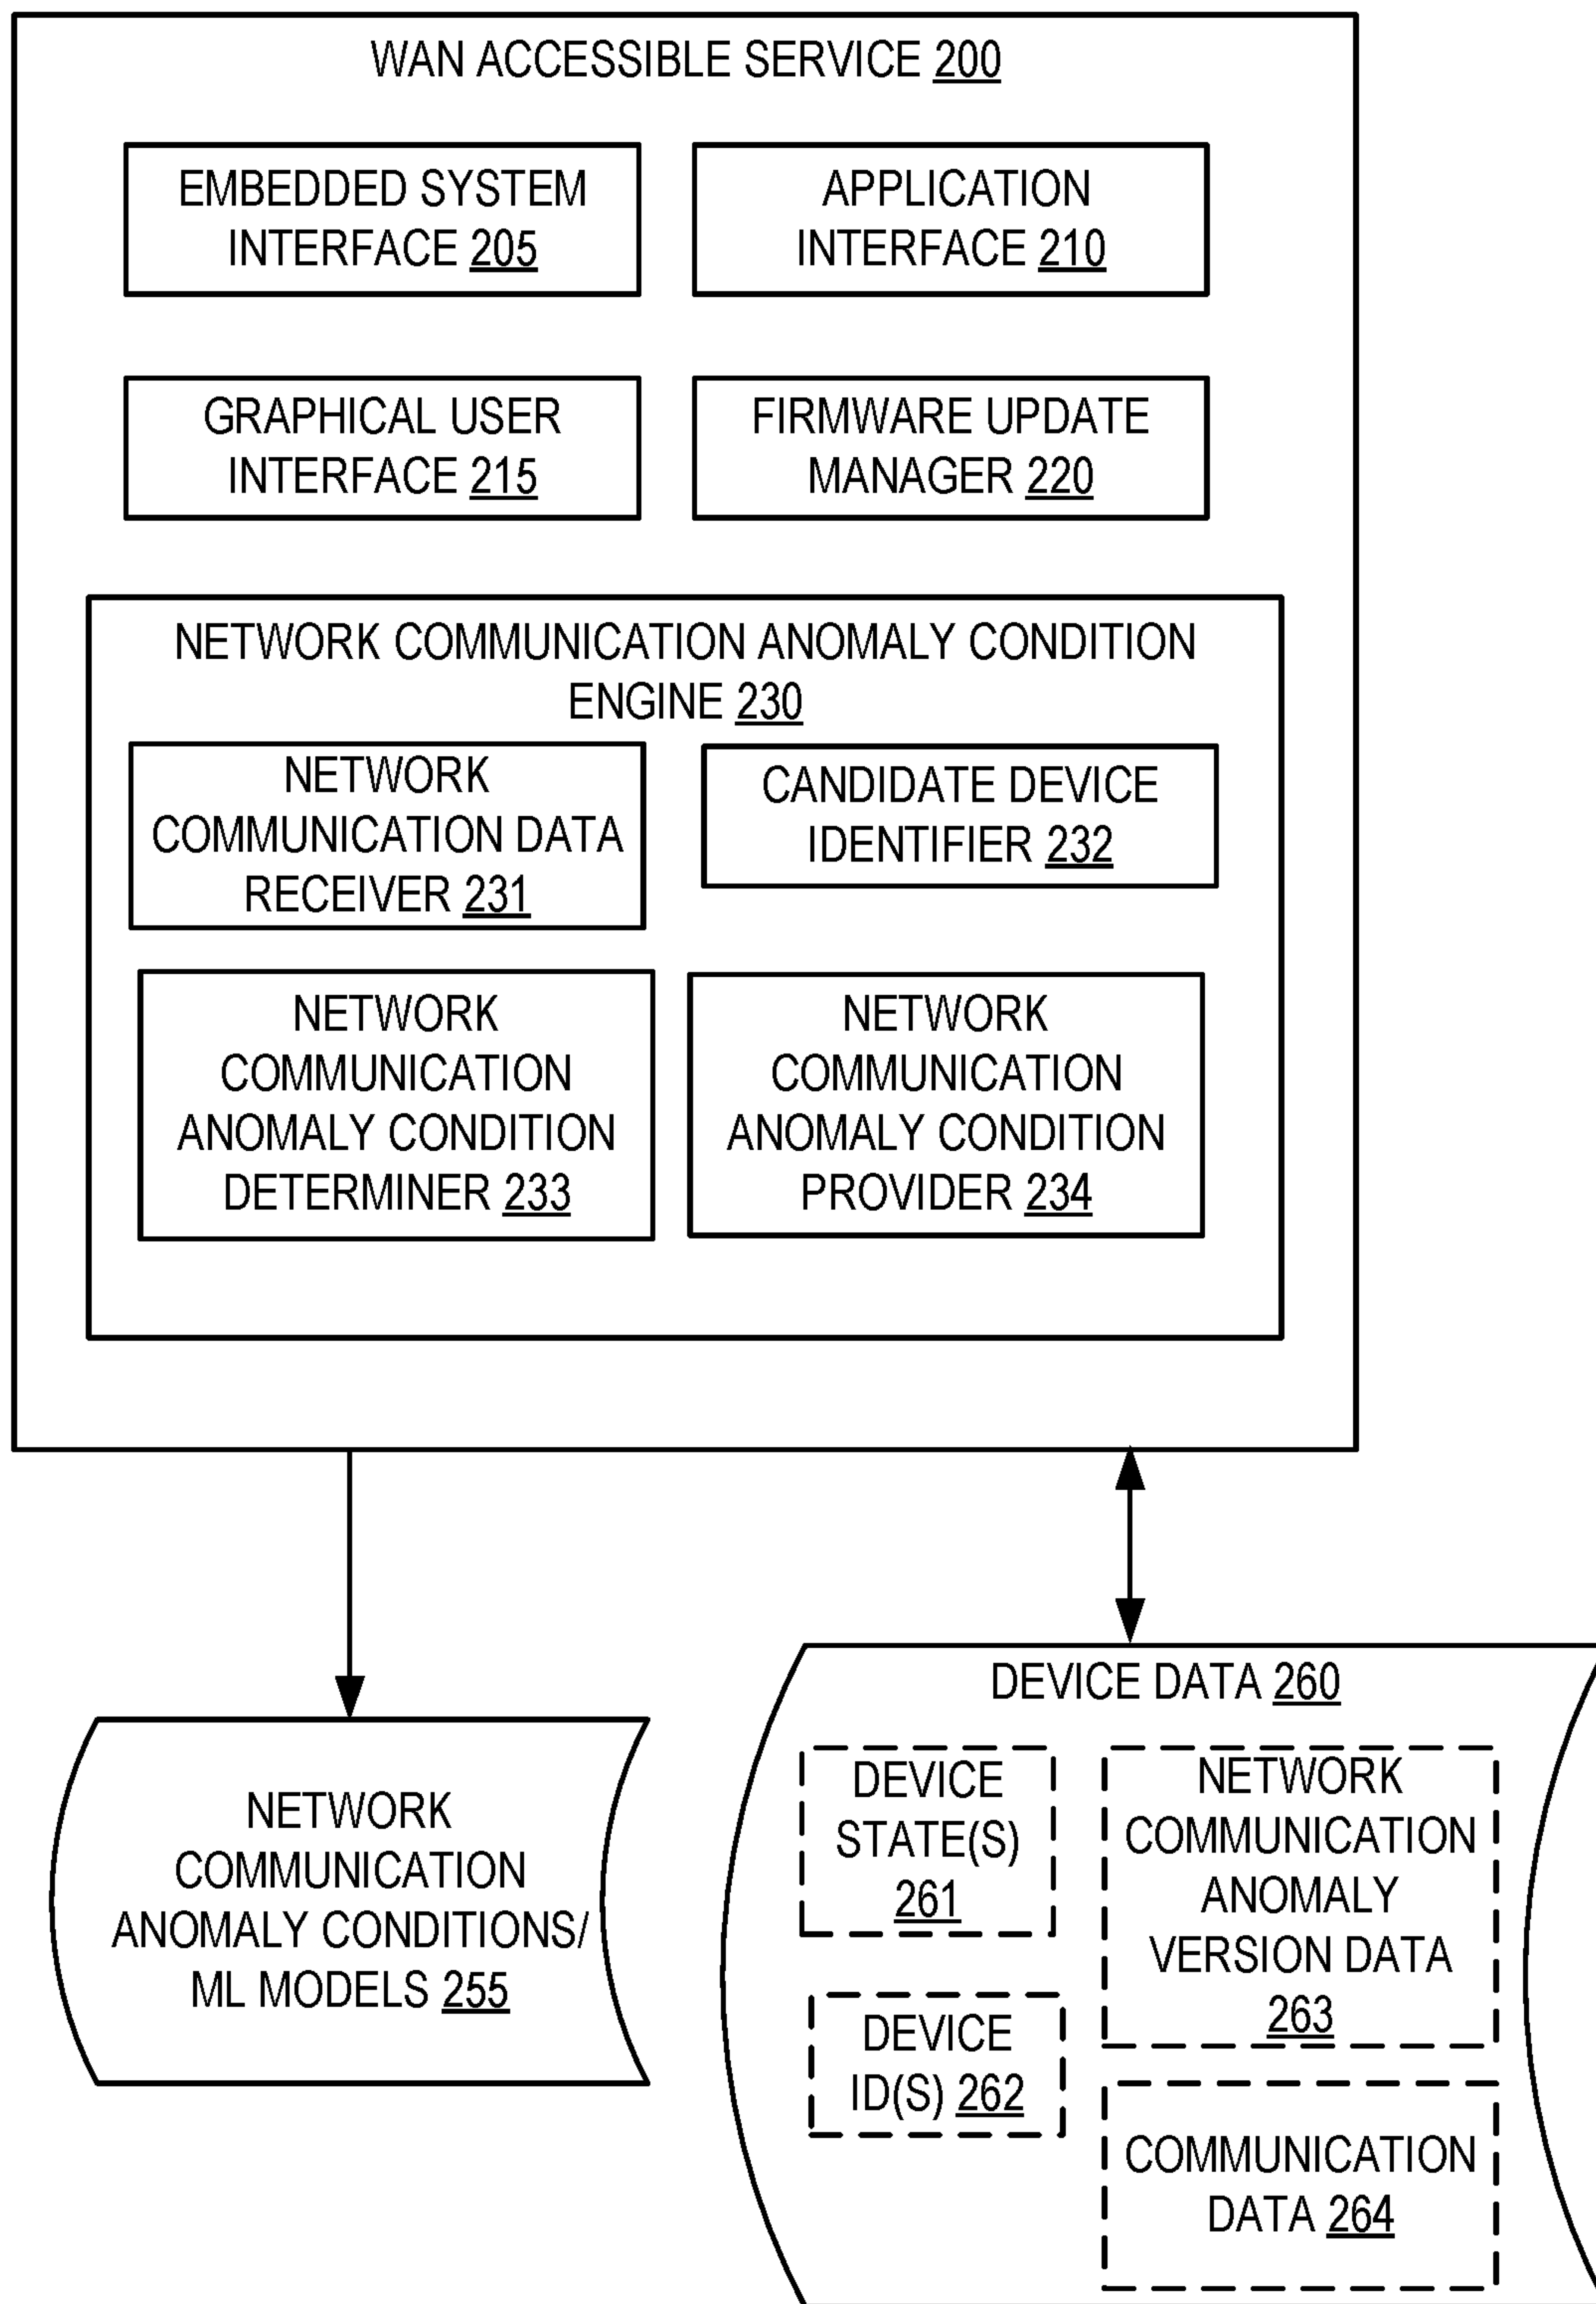 WAN ACCESSIBLE SERVICE 200
EMBEDDED SYSTEM
INTERFACE 205
APPLICATION
INTERFACE 210
GRAPHICAL USER
INTERFACE 215
FIRMWARE UPDATE
MANAGER 220
NETWORK COMMUNICATION ANOMALY CONDITION
ENGINE 230
NETWORK
COMMUNICATION DATA
RECEIVER 231
CANDIDATE DEVICE
IDENTIFIER 232
NETWORK
COMMUNICATION
ANOMALY CONDITION
DETERMINER 233
NETWORK
COMMUNICATION
ANOMALY CONDITION
PROVIDER 234
NETWORK
COMMUNICATION
ANOMALY CONDITIONS/
ML MODELS 255
DEVICE DATA 260
DEVICE
STATE(S)
261
DEVICE
ID(S) 262
NETWORK
COMMUNICATION
ANOMALY
VERSION DATA
263
COMMUNICATION
DATA 264